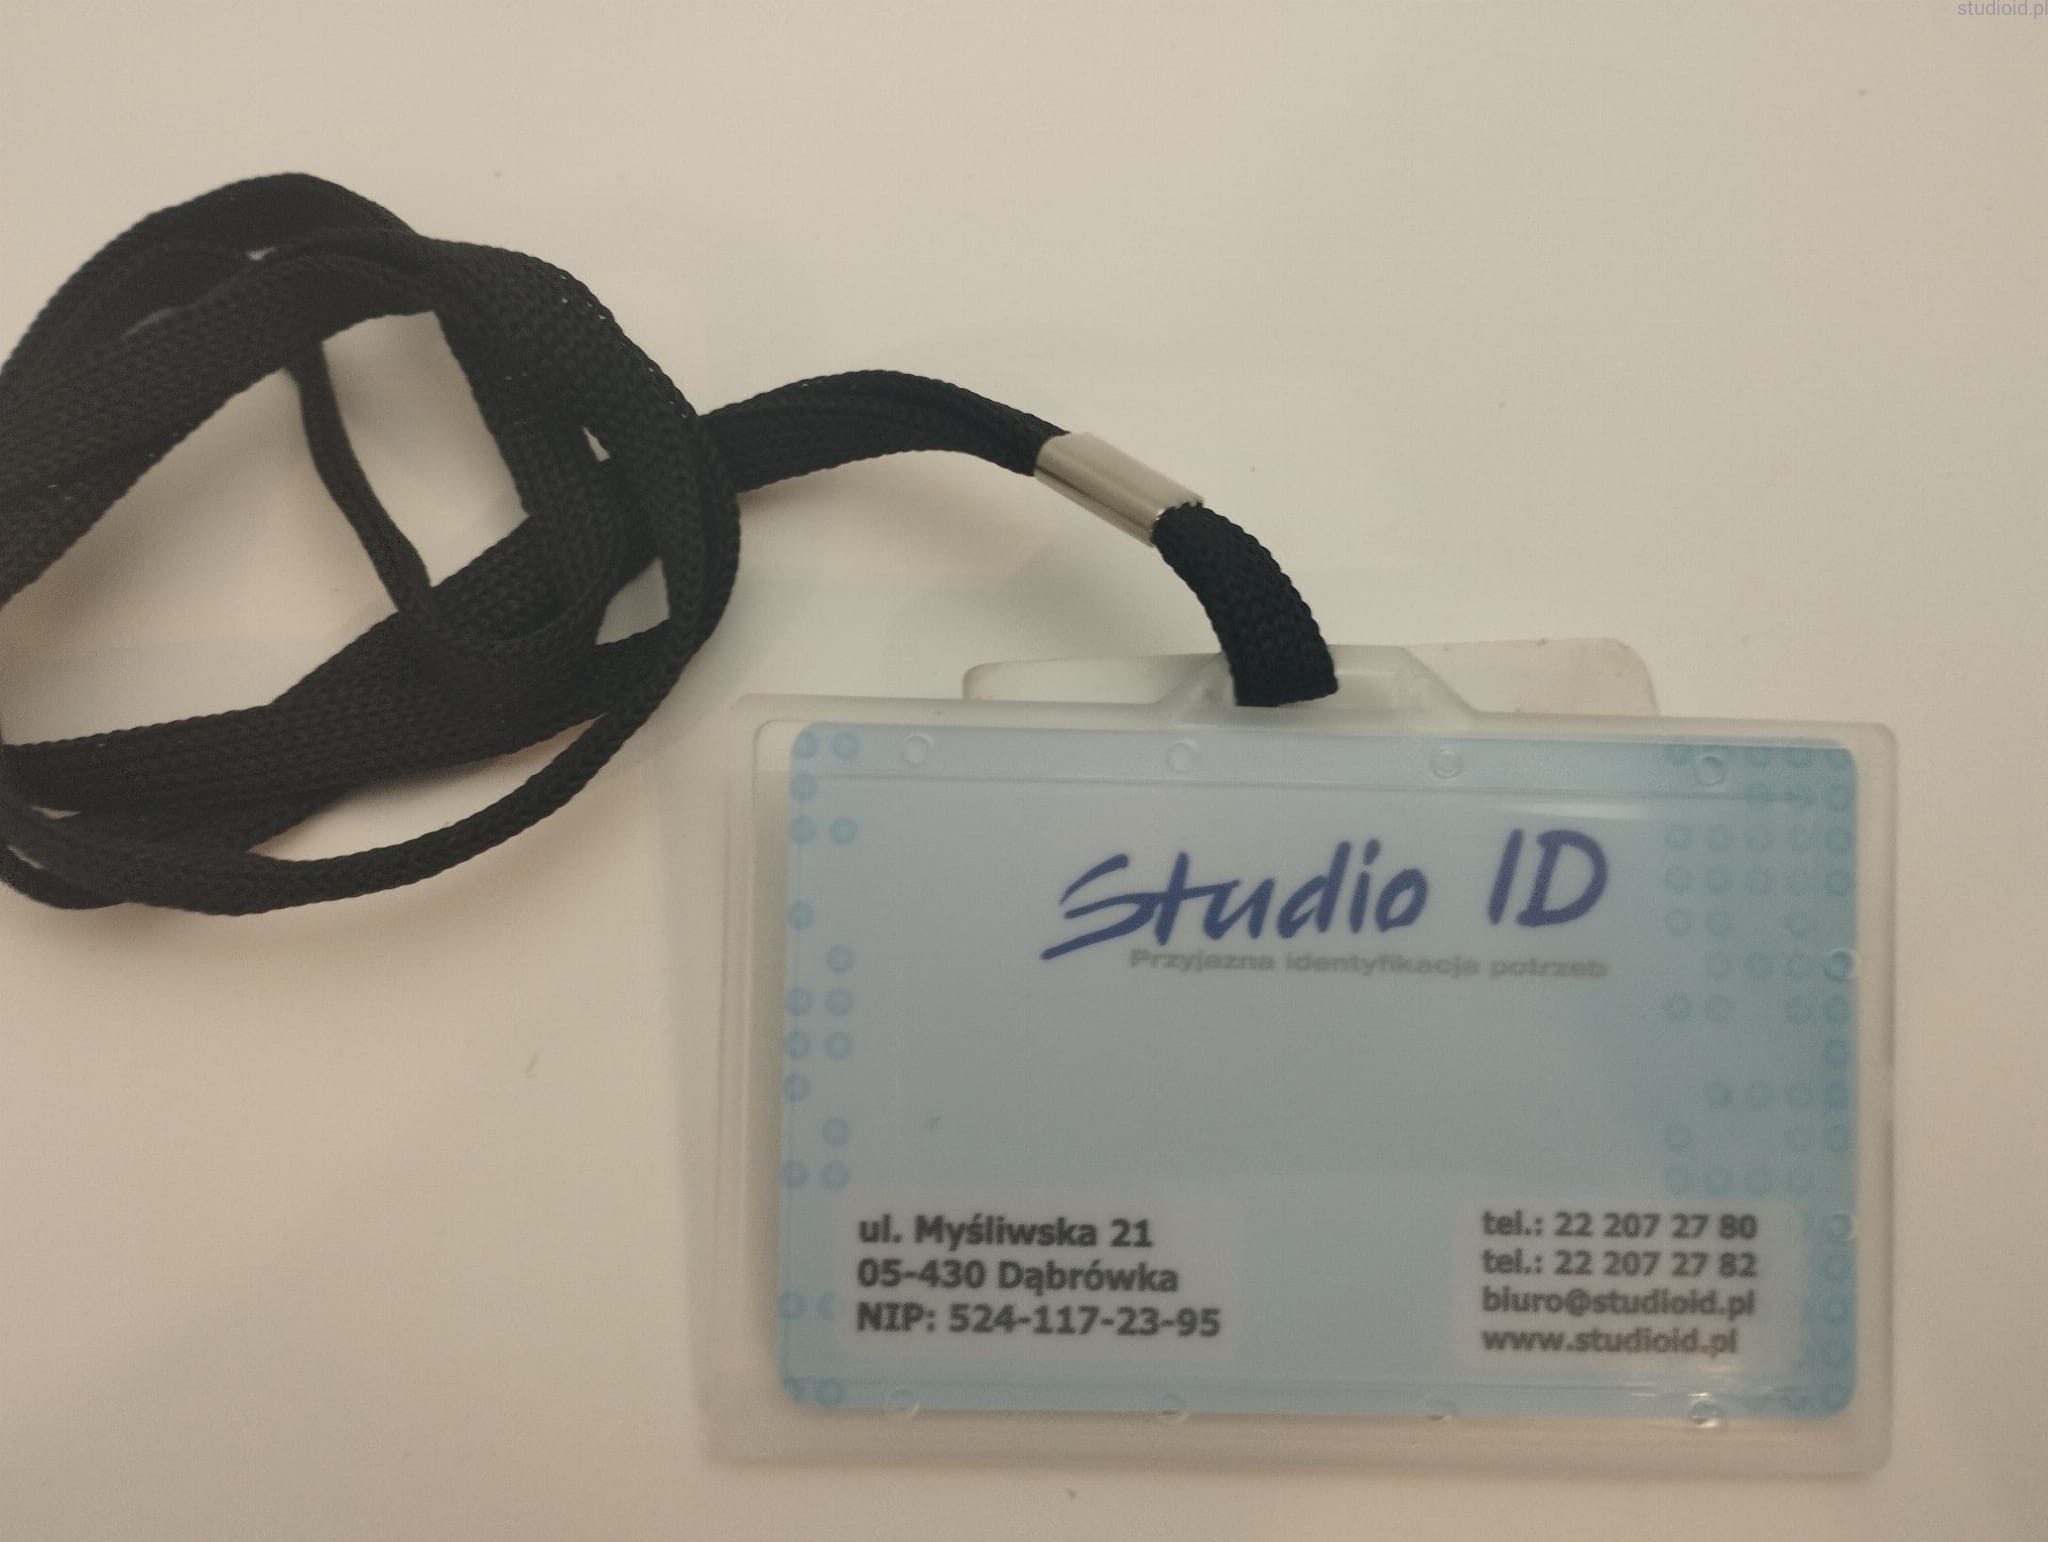 studioid.pl
Studio ID
Przyjazna identyfikacja potrzeb
ul. Myśliwska 21
05-430 Dąbrówka
NIP: 524-117-23-95
tel.: 22 207 27 80
tel.: 22 207 27 82
biuro@studioid.pl
www.studioid.pl